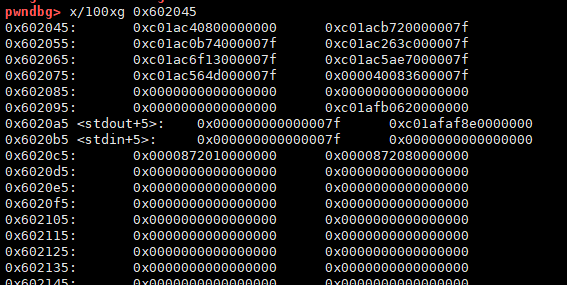 pwndbg> x/100xg 0x602045
0x602045: 0xc01ac40800000000 0xc01acb720000007f
0x602055: 0xc01ac0b74000007f 0xc01ac263c000007f
0x602065: 0xc01ac6f13000007f 0xc01ac5ae7000007f
0x602075: 0xc01ac564d000007f 0x000040083600007f
0x602085: 0x0000000000000000 0x0000000000000000
0x602095: 0x0000000000000000 0xc01afb0620000000
0x6020a5 <stdout+5>: 0x000000000000007f 0xc01afaf8e0000000
0x6020b5 <stdin+5>: 0x000000000000007f 0x0000000000000000
0x6020c5: 0x0000872010000000 0x0000872080000000
0x6020d5: 0x0000000000000000 0x0000000000000000
0x6020e5: 0x0000000000000000 0x0000000000000000
0x6020f5: 0x0000000000000000 0x0000000000000000
0x602105: 0x0000000000000000 0x0000000000000000
0x602115: 0x0000000000000000 0x0000000000000000
0x602125: 0x0000000000000000 0x0000000000000000
0x602135: 0x0000000000000000 0x0000000000000000
0x602145: 0x0000000000000000 0x0000000000000000